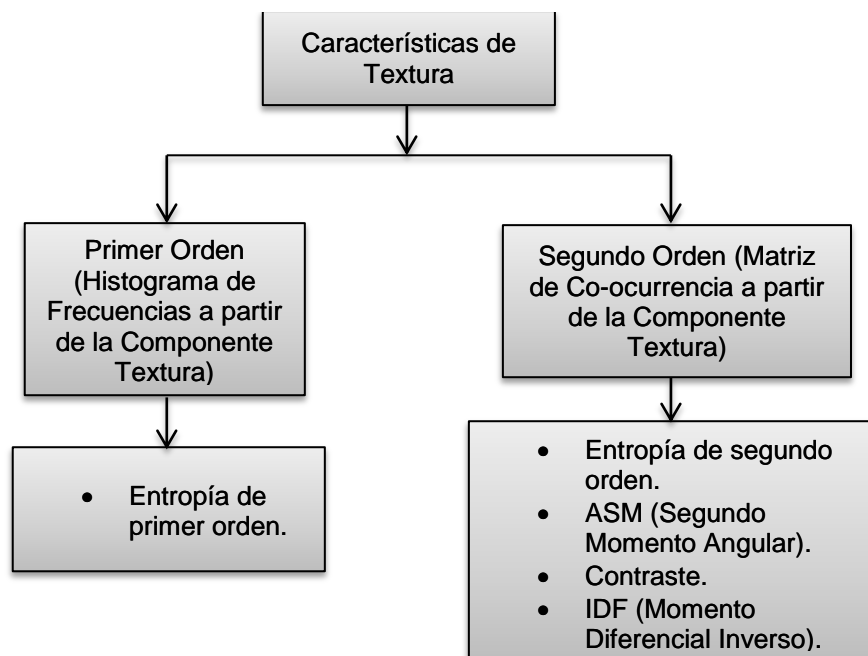 Características de
Textura
Primer Orden
(Histograma de
Frecuencias a partir
de la Componente
Textura)
Segundo Orden (Matriz
de Co-ocurrencia a partir
de la Componente
Textura)
• Entropía de
primer orden.
• Entropía de segundo
orden.
• ASM (Segundo
Momento Angular).
• Contraste.
• IDF (Momento
Diferencial Inverso).